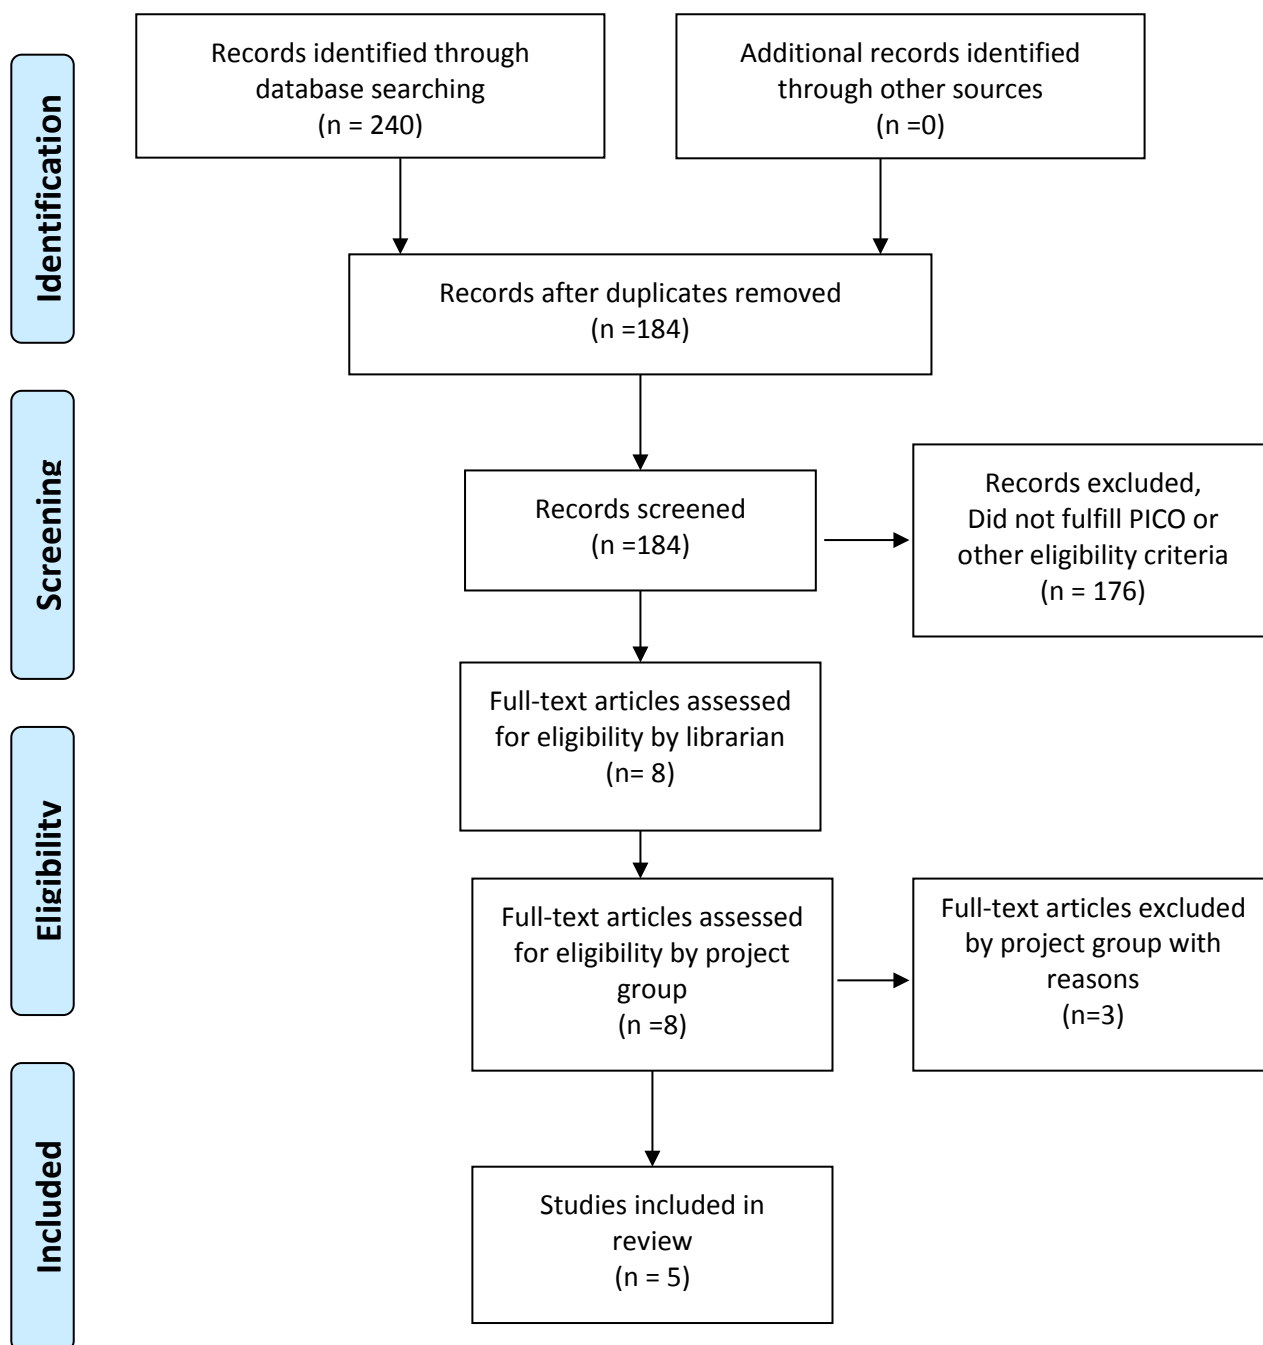 Identification
Records identified through
database searching
(n = 240)
Additional records identified
through other sources
(n =0)
Records after duplicates removed
(n =184)
Screening
Records screened
(n =184)
Records excluded,
Did not fulfill PICO or
other eligibility criteria
(n = 176)
Eligibility
Full-text articles assessed
for eligibility by librarian
(n= 8)
Full-text articles assessed
for eligibility by project
group
(n =8)
Full-text articles excluded
by project group with
reasons
(n=3)
Included
Studies included in
review
(n = 5)